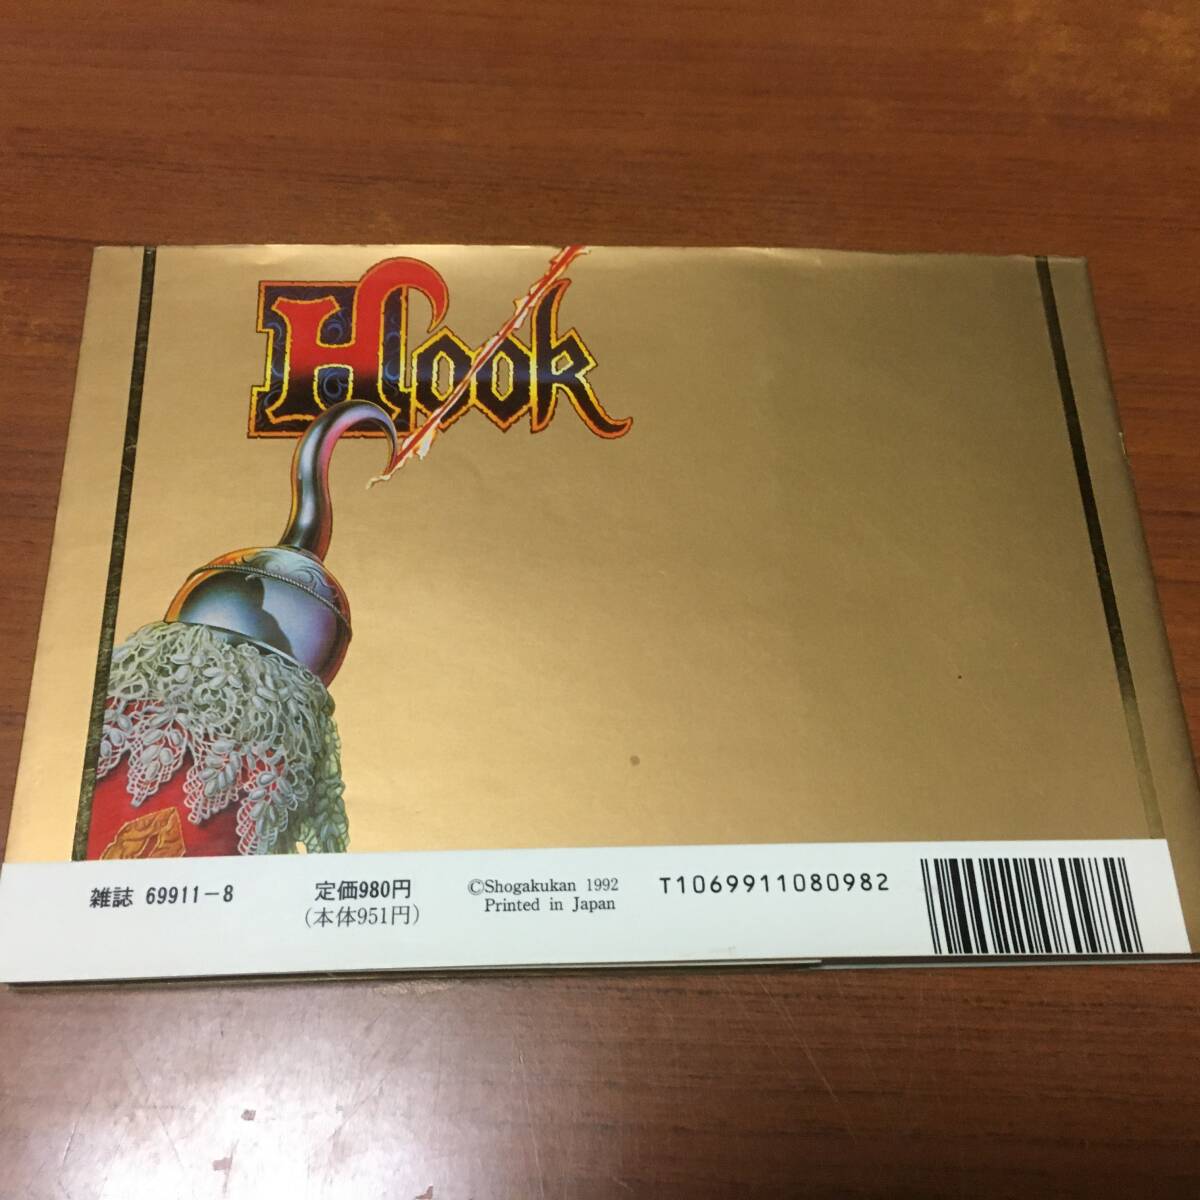 Hook
雑誌 69911-8
定価980円
(本体951円)
©Shogakukan 1992
Printed in Japan
T1069911080982